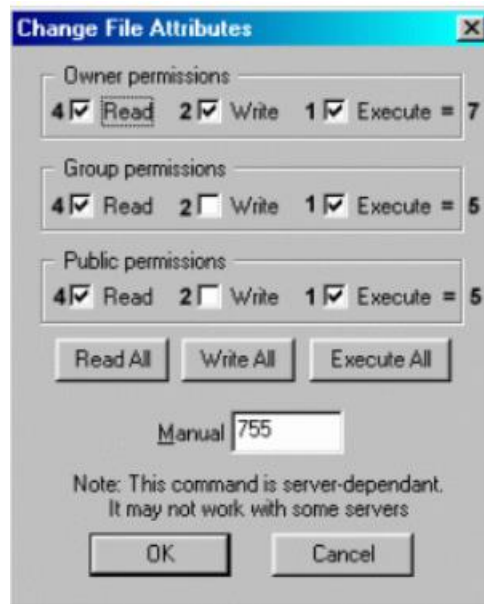 Change File Attributes
Owner permissions
4 Read 2 Write 1 Execute = 7
Group permissions
4 Read 2 Write 1 Execute = 5
Public permissions
4 Read 2 Write 1 Execute = 5
Read All Write All Execute All
Manual 755
Note: This command is server-dependant.
It may not work with some servers
OK Cancel